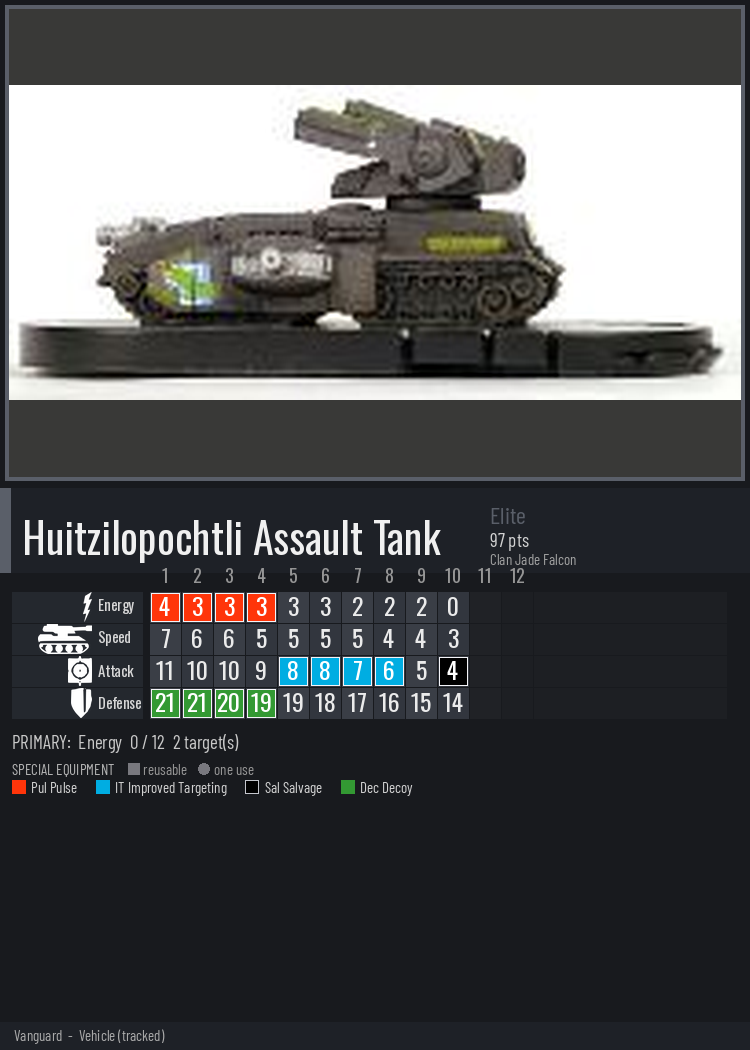 Huitzilopochtli Assault Tank
Elite
97 pts
Clan Jade Falcon
1 2 3 4 5 6 7 8 9 10 11 12
Energy 4 3 3 3 3 3 2 2 2 0
Speed 7 6 6 5 5 5 5 4 4 3
Attack 11 10 10 9 8 8 7 6 5 4
Defense 21 21 20 19 19 18 17 16 15 14
PRIMARY: Energy 0 / 12 2 target(s)
SPECIAL EQUIPMENT reusable one use
Pul Pulse IT Improved Targeting Sal Salvage Dec Decoy
Vanguard - Vehicle (tracked)